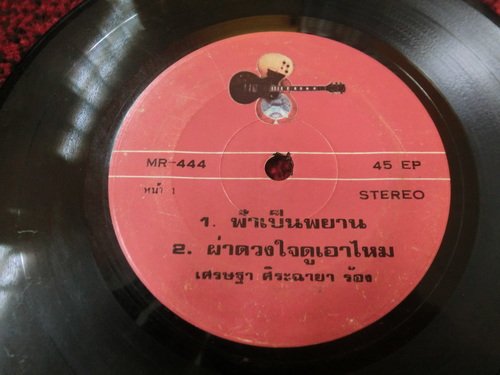 MR-444 45 EP
หน้า 1 STEREO
1. ฟ้าเป็นพยาน
2. ผ่าดวงใจดูเอาไหม
เศรษฐา ศิระฉายา ร้อง